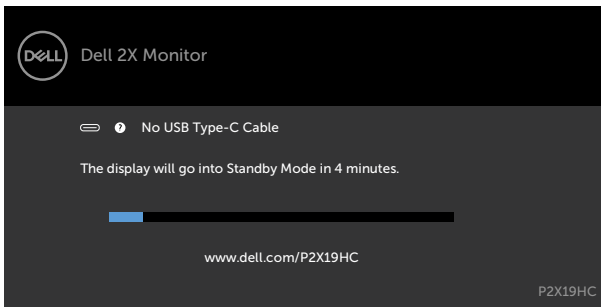 DELL
Dell 2X Monitor
? No USB Type-C Cable
The display will go into Standby Mode in 4 minutes.
www.dell.com/P2X19HC
P2X19HC